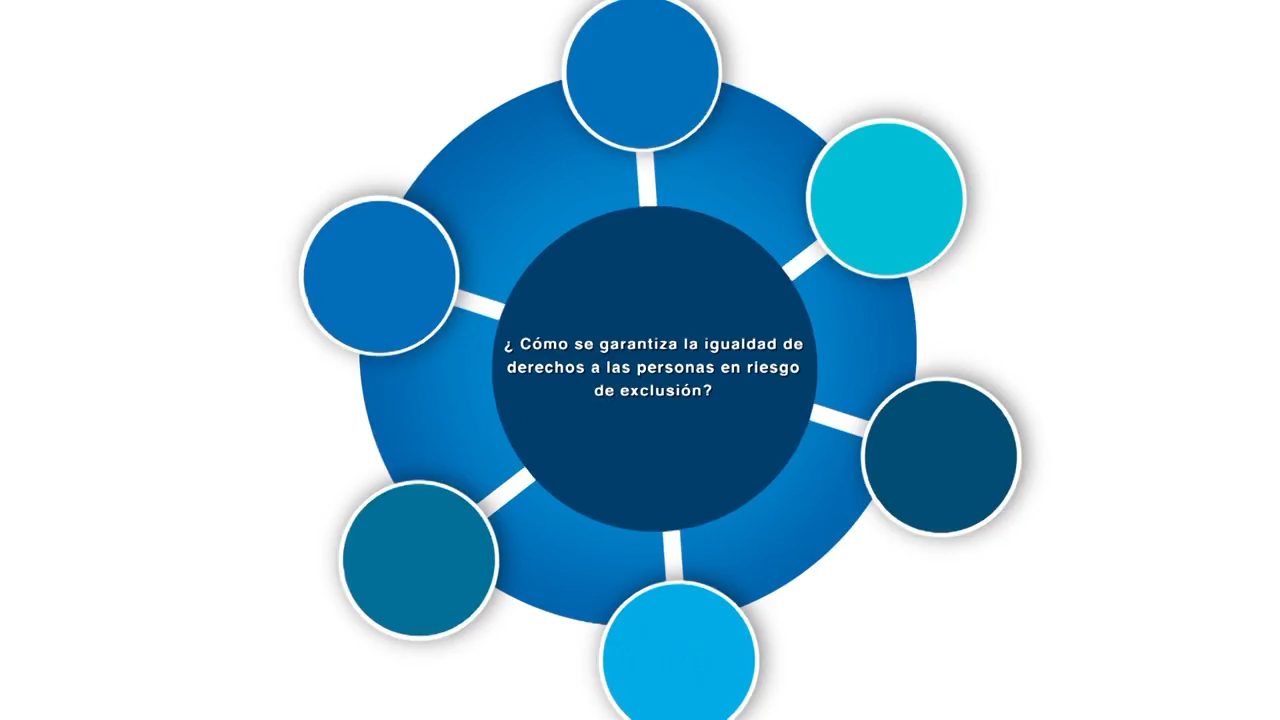 ¿ Cómo se garantiza la igualdad de
derechos a las personas en riesgo
de exclusión?